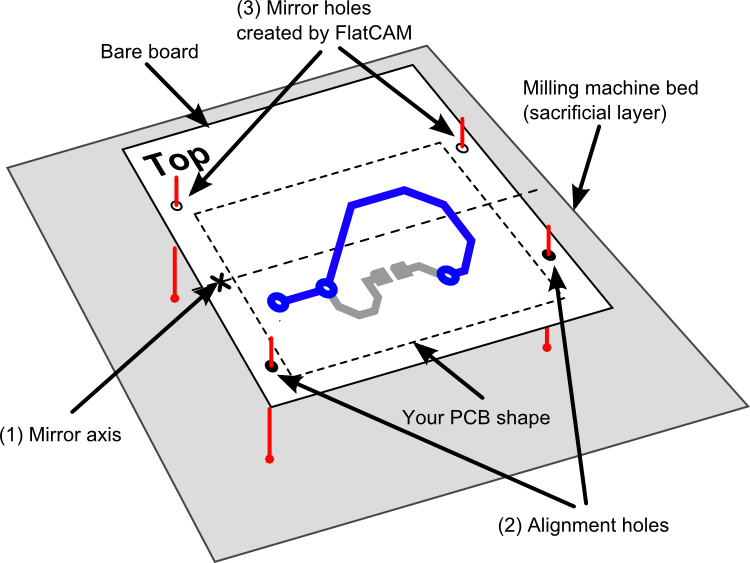 (3) Mirror holes
created by FlatCAM
Bare board
Milling machine bed
(sacrificial layer)
Top
(1) Mirror axis
Your PCB shape
(2) Alignment holes